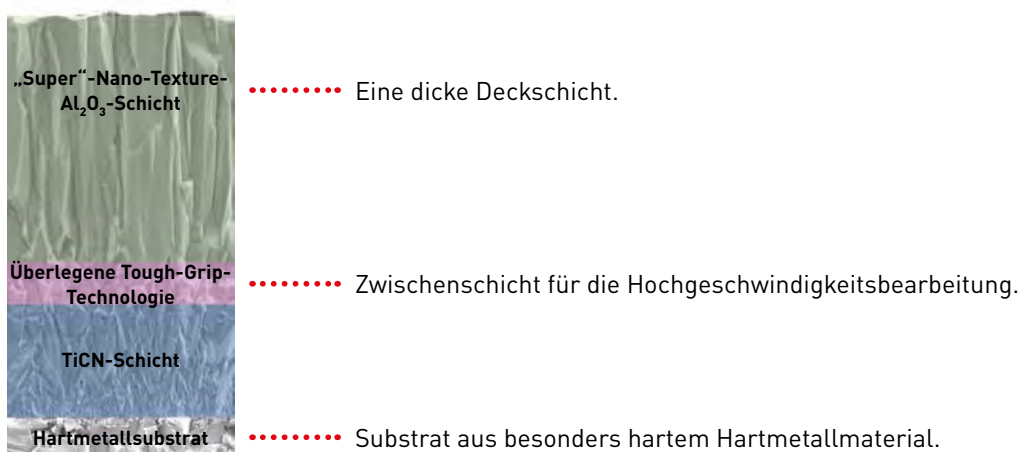 „Super“-Nano-Texture-
Al₂O₃-Schicht
Eine dicke Deckschicht.
Überlegene Tough-Grip-
Technologie
Zwischenschicht für die Hochgeschwindigkeitsbearbeitung.
TiCN-Schicht
Hartmetallsubstrat
Substrat aus besonders hartem Hartmetallmaterial.